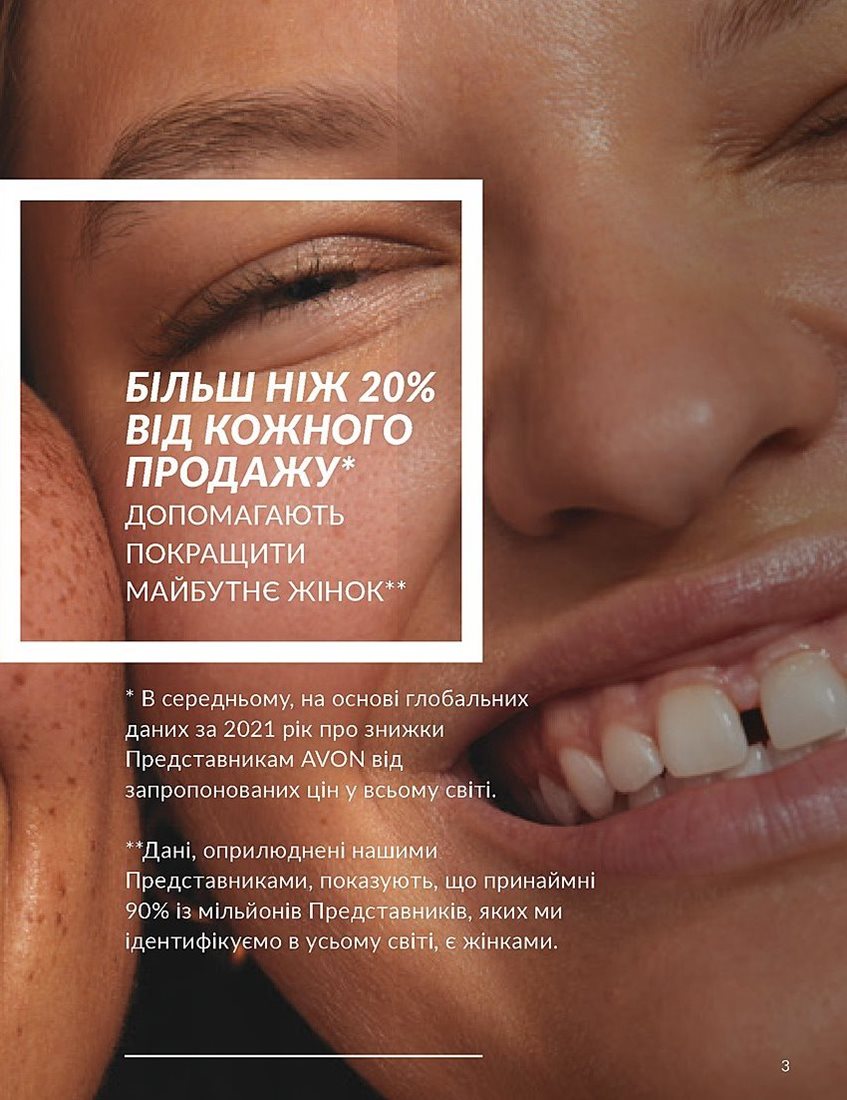 БІЛЬШ НІЖ 20%
ВІД КОЖНОГО
ПРОДАЖУ*
ДОПОМАГАЮТЬ
ПОКРАЩИТИ
МАЙБУТНЄ ЖІНОК**
* В середньому, на основі глобальних
даних за 2021 рік про знижки
Представникам AVON від
запропонованих цін у всьому світі.
**Дані, оприлюднені нашими
Представниками, показують, що принаймні
90% із мільйонів Представників, яких ми
ідентифікуємо в усьому світі, є жінками.
3